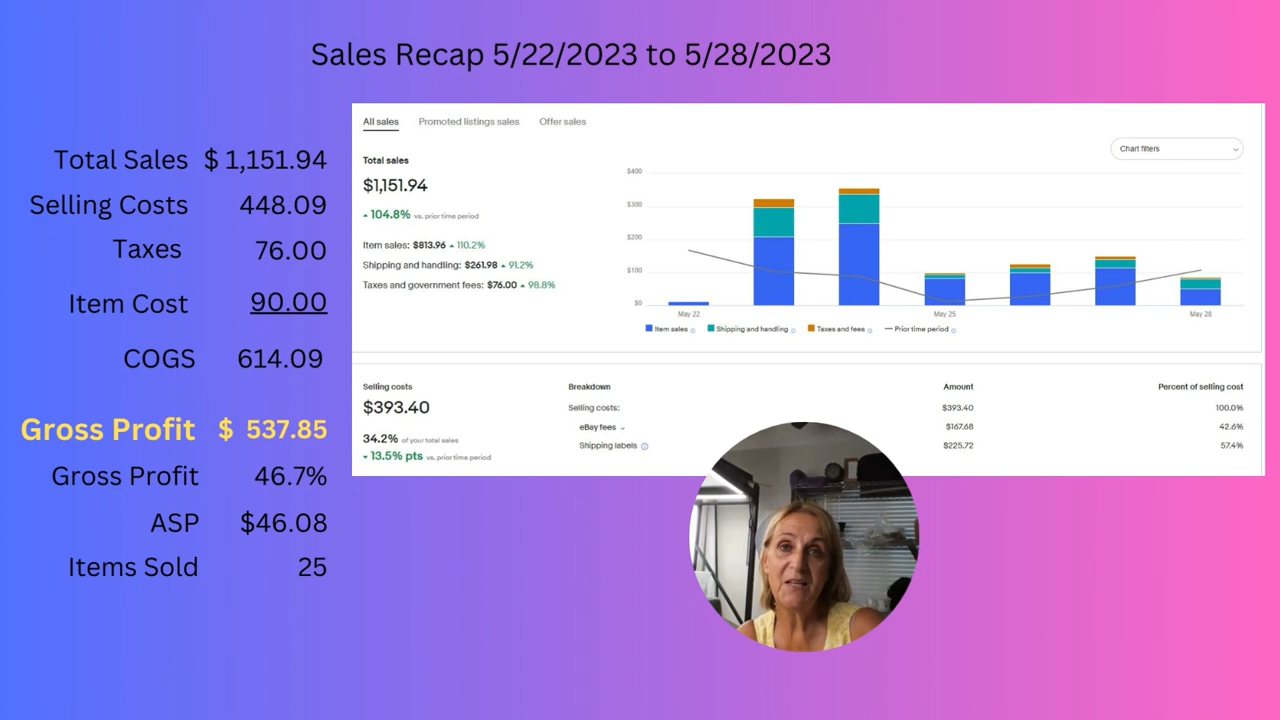 Sales Recap 5/22/2023 to 5/28/2023
Total Sales $ 1,151.94
Selling Costs 448.09
Taxes 76.00
Item Cost 90.00
COGS 614.09
Gross Profit $ 537.85
Gross Profit 46.7%
ASP $46.08
Items Sold 25
All sales Promoted listings sales Offer sales
Chart filters
Total sales
$1,151.94
104.8% vs. prior time period
Item sales: $813.96 110.2%
Shipping and handling: $261.98 91.2%
Taxes and government fees: $76.00 98.8%
$400
$300
$200
$100
$0
May 22 May 25 May 28
Item sales Shipping and handling Taxes and fees Prior time period
Selling costs Breakdown Amount Percent of selling cost
$393.40 Selling costs: $393.40 100.0%
eBay fees $167.68 42.6%
34.2% of your total sales Shipping labels $225.72 57.4%
13.5% pts vs. prior time period